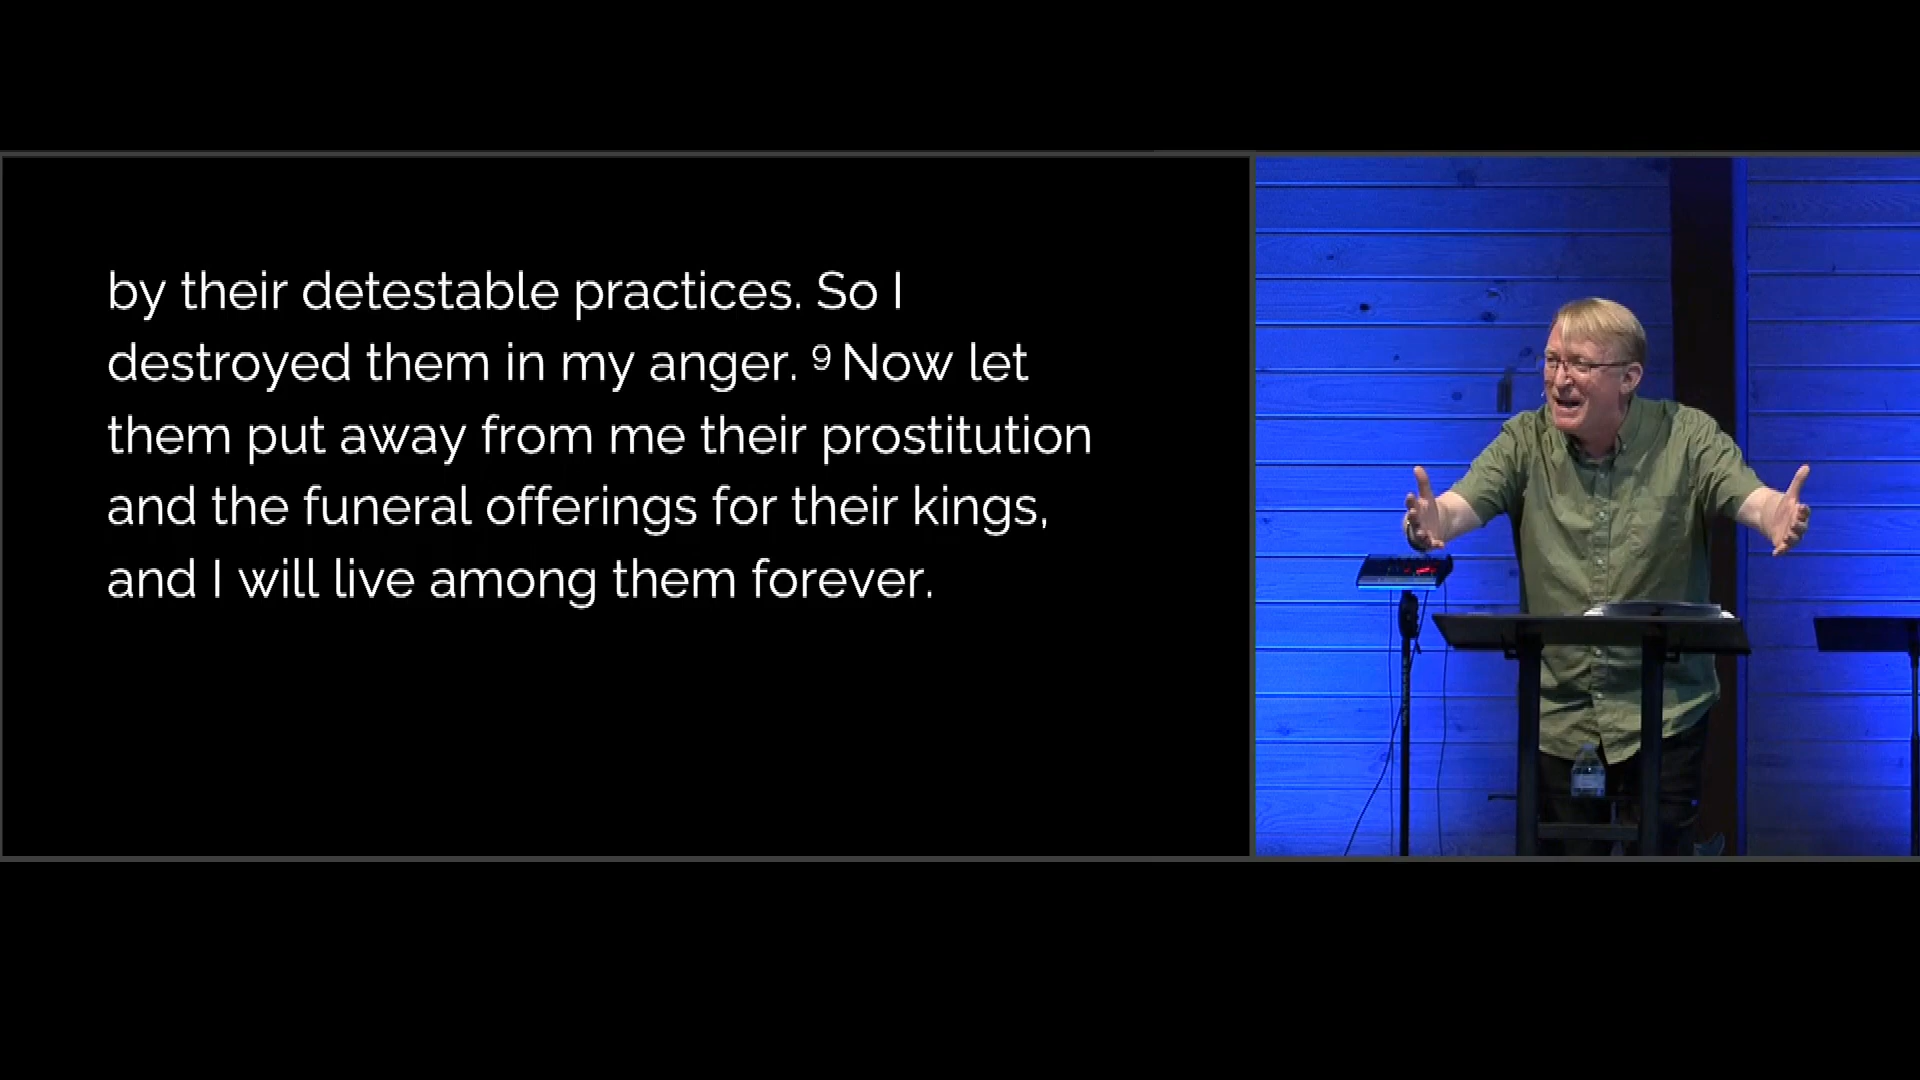 by their detestable practices. So I
destroyed them in my anger. 9 Now let
them put away from me their prostitution
and the funeral offerings for their kings,
and I will live among them forever.